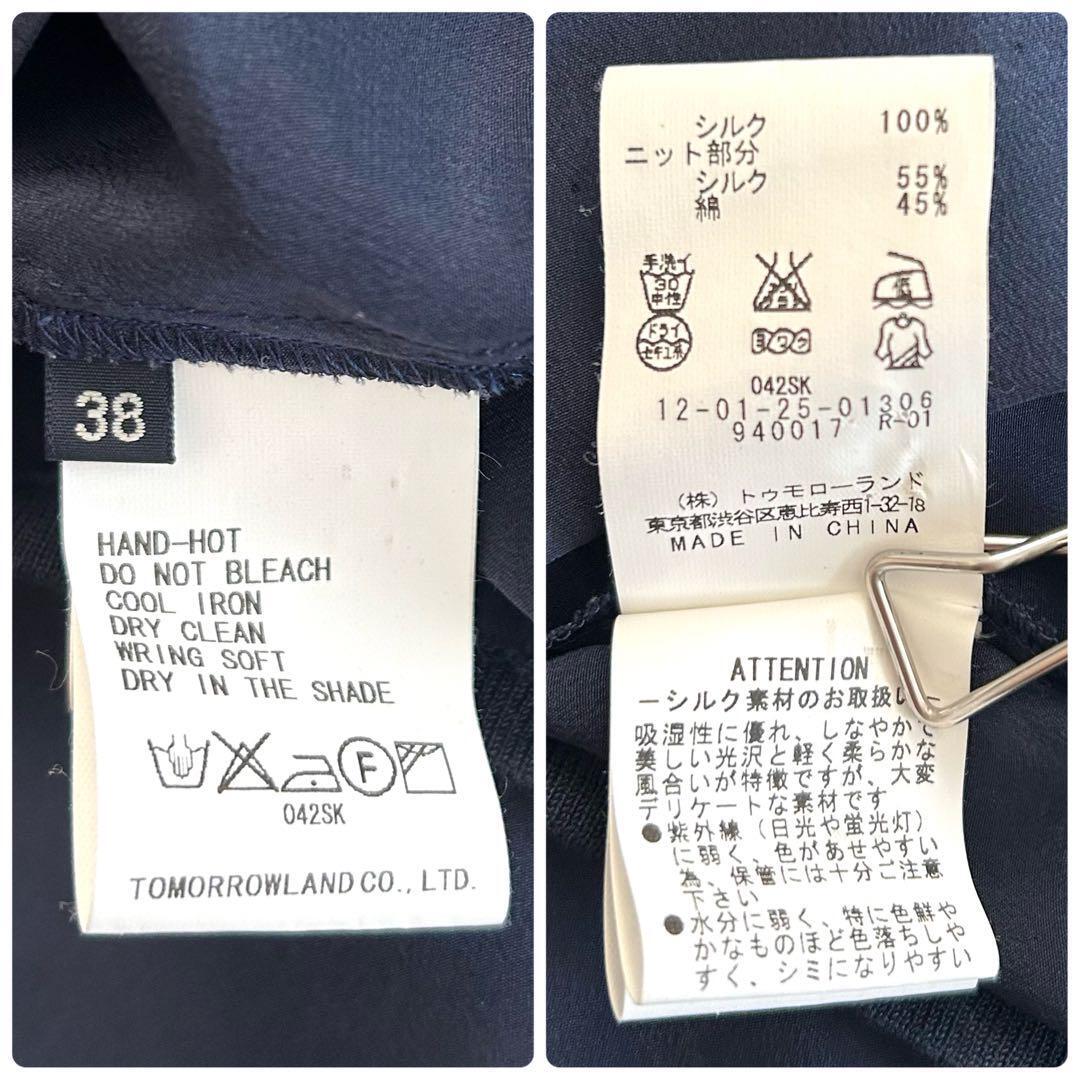 38
HAND-HOT
DO NOT BLEACH
COOL IRON
DRY CLEAN
WRING SOFT
DRY IN THE SHADE
F
042SK
TOMORROWLAND CO., LTD.
シルク 100%
ニット部分
シルク 55%
綿 45%
手洗イ
30
中性
エンソサラシ
低
ドライ
セキユ系
ヨワク
042SK
12-01-25-01306
940017 R-01
(株) トゥモローランド
東京都渋谷区恵比寿西1-32-18
MADE IN CHINA
ATTENTION
ーシルク素材のお取扱いー
吸湿性に優れ、しなやかで
美しい光沢と軽く柔らかな
風合いが特徴ですが、大変
デリケートな素材です
●紫外線(日光や蛍光灯)
に弱く、色があせやすい
為、保管には十分ご注意
下さい
●水分に弱く、特に色鮮や
かなものほど色落ちしや
すく、シミになりやすい